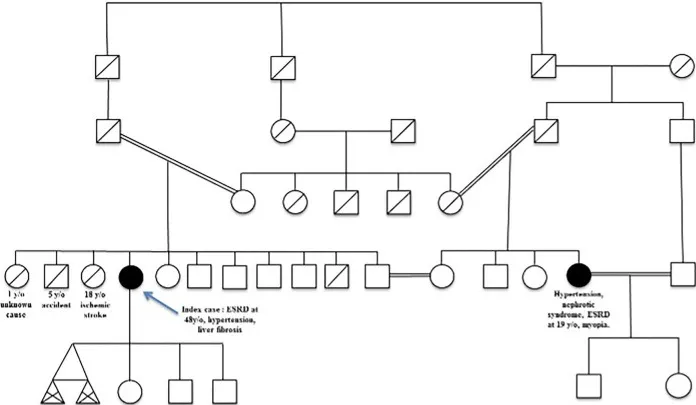 1 y/o
unknown
cause
5 y/o
accident
18 y/o
ischemic
stroke
Index case : ESRD at
48y/o, hypertension,
liver fibrosis
Hypertension,
nephrotic
syndrome, ESRD
at 19 y/o, myopia.